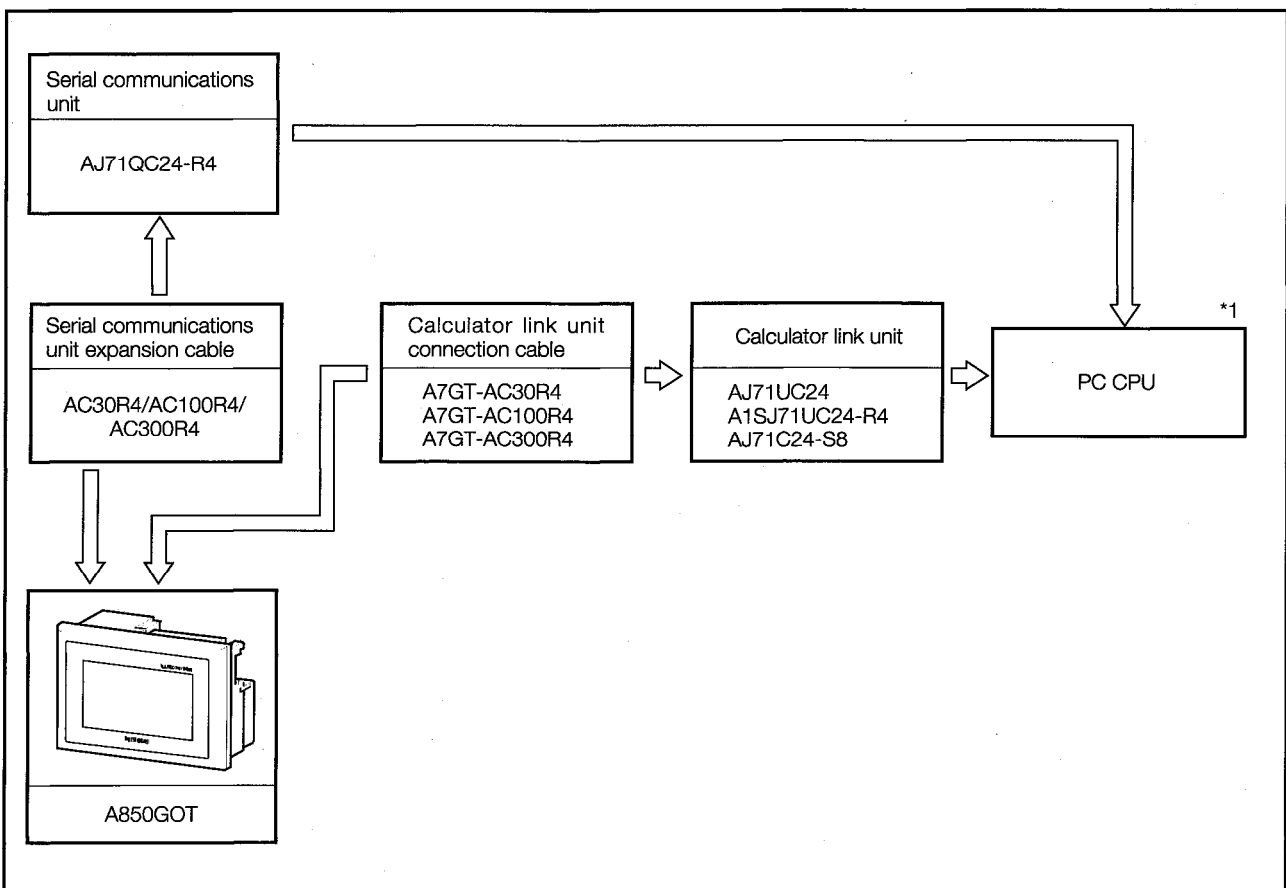 Serial communications
unit
AJ71QC24-R4
Serial communications
unit expansion cable
AC30R4/AC100R4/
AC300R4
Calculator link unit
connection cable
A7GT-AC30R4
A7GT-AC100R4
A7GT-AC300R4
Calculator link unit
AJ71UC24
A1SJ71UC24-R4
AJ71C24-S8
*1
PC CPU
A850GOT